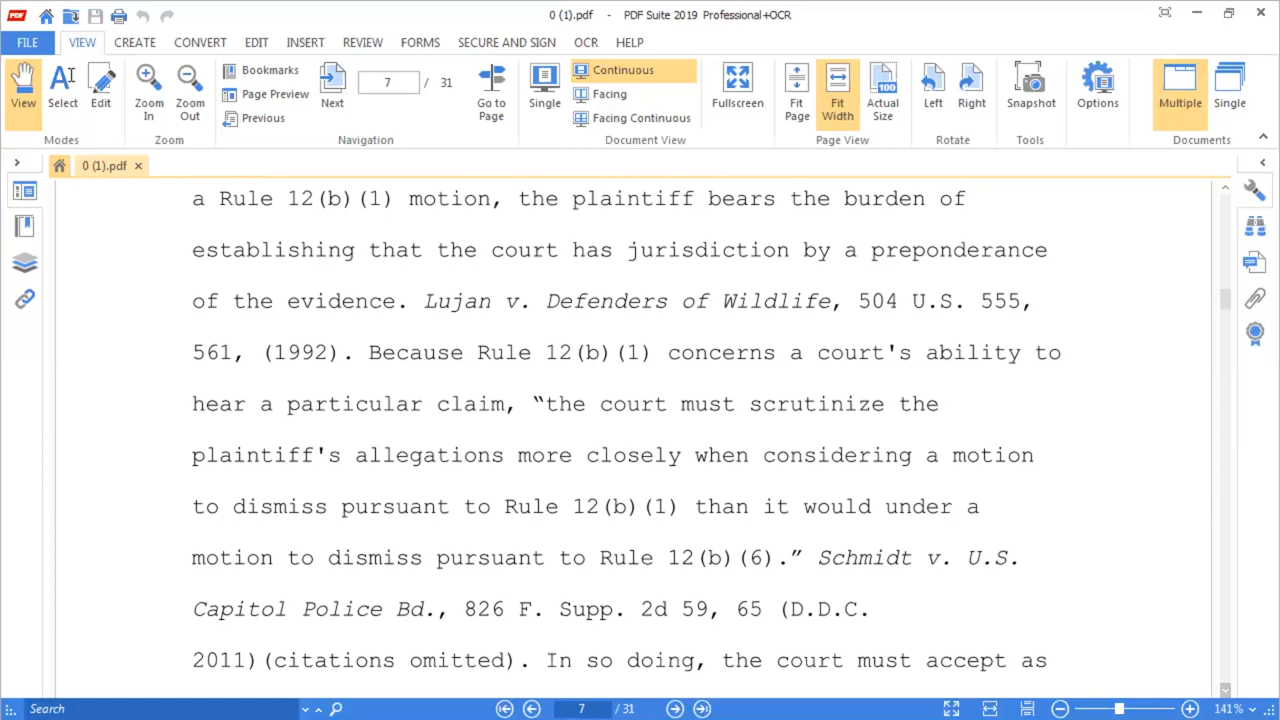 PDF 0 (1).pdf - PDF Suite 2019 Professional+OCR
FILE VIEW CREATE CONVERT EDIT INSERT REVIEW FORMS SECURE AND SIGN OCR HELP
View Select Edit
Modes
Zoom In Zoom Out
Zoom
Bookmarks
Page Preview
Previous
Next
7 / 31
Go to Page
Navigation
Single
Continuous
Facing
Facing Continuous
Document View
Fullscreen
Fit Page Fit Width 100 Actual Size
Page View
Left Right
Rotate
Snapshot
Tools
Options
Multiple Single
Documents
0 (1).pdf
a Rule 12(b)(1) motion, the plaintiff bears the burden of
establishing that the court has jurisdiction by a preponderance
of the evidence. Lujan v. Defenders of Wildlife, 504 U.S. 555,
561, (1992). Because Rule 12(b)(1) concerns a court's ability to
hear a particular claim, “the court must scrutinize the
plaintiff's allegations more closely when considering a motion
to dismiss pursuant to Rule 12(b)(1) than it would under a
motion to dismiss pursuant to Rule 12(b)(6).” Schmidt v. U.S.
Capitol Police Bd., 826 F. Supp. 2d 59, 65 (D.D.C.
2011)(citations omitted). In so doing, the court must accept as
Search 7 / 31 141%